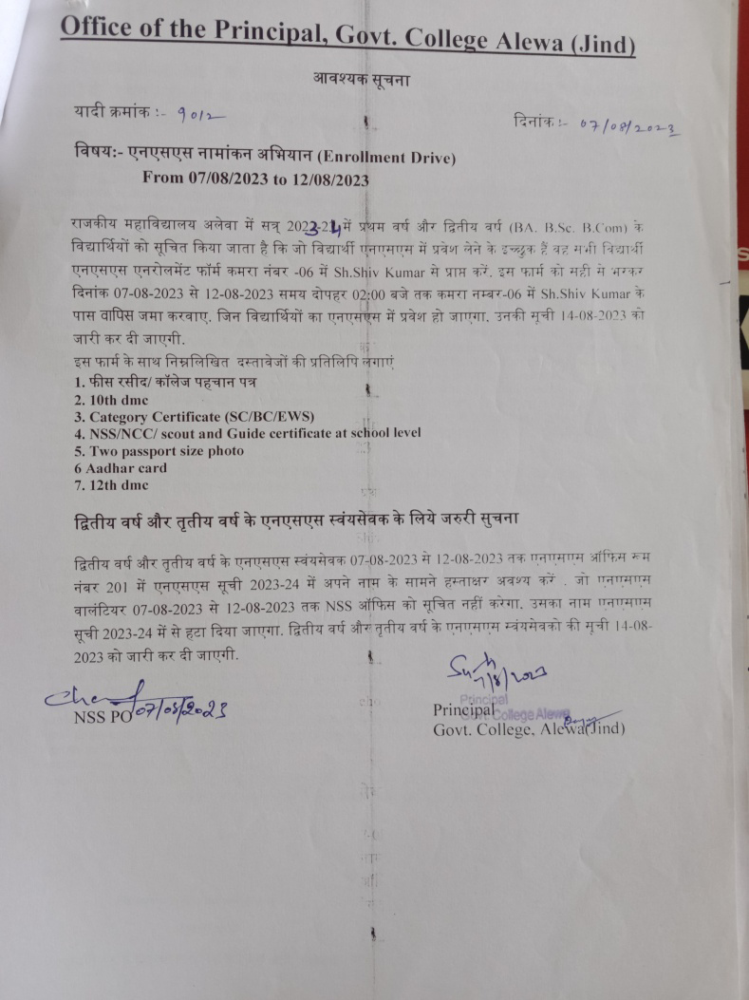 Office of the Principal, Govt. College Alewa (Jind)
आवश्यक सूचना
यादी क्रमांक :- 9012
दिनांक:- 07/08/2023
विषयः- एनएसएस नामांकन अभियान (Enrollment Drive)
From 07/08/2023 to 12/08/2023
राजकीय महाविद्यालय अलेवा में सत्र् 2023-24 में प्रथम वर्ष और द्वितीय वर्ष (BA. B.Sc. B.Com) के
विद्यार्थियों को सूचित किया जाता है कि जो विद्यार्थी एनएसएस में प्रवेश लेने के इच्छुक हैं वह सभी विद्यार्थी
एनएसएस एनरोलमेंट फॉर्म कमरा नंबर -06 में Sh.Shiv Kumar से प्राप्त करें. इस फार्म को सही से भरकर
दिनांक 07-08-2023 से 12-08-2023 समय दोपहर 02:00 बजे तक कमरा नम्बर-06 में Sh.Shiv Kumar के
पास वापिस जमा करवाए. जिन विद्यार्थियों का एनएसएस में प्रवेश हो जाएगा. उनकी सूची 14-08-2023 को
जारी कर दी जाएगी.
इस फार्म के साथ निम्नलिखित दस्तावेजों की प्रतिलिपि लगाएं
1. फीस रसीद/ कॉलेज पहचान पत्र
2. 10th dmc
3. Category Certificate (SC/BC/EWS)
4. NSS/NCC/ scout and Guide certificate at school level
5. Two passport size photo
6 Aadhar card
7. 12th dmc
द्वितीय वर्ष और तृतीय वर्ष के एनएसएस स्वंयसेवक के लिये जरुरी सुचना
द्वितीय वर्ष और तृतीय वर्ष के एनएसएस स्वंयसेवक 07-08-2023 से 12-08-2023 तक एनएसएस ऑफिस रूम
नंबर 201 में एनएसएस सूची 2023-24 में अपने नाम के सामने हस्ताक्षर अवश्य करें . जो एनएसएस
वालंटियर 07-08-2023 से 12-08-2023 तक NSS ऑफिस को सूचित नहीं करेगा. उसका नाम एनएसएस
सूची 2023-24 में से हटा दिया जाएगा. द्वितीय वर्ष और तृतीय वर्ष के एनएसएस स्वंयसेवको की सूची 14-08-
2023 को जारी कर दी जाएगी.
7/8/2023
07/08/2023
NSS PO
Principal
Govt. College Alewa
Principal
Govt. College, Alewa(Jind)